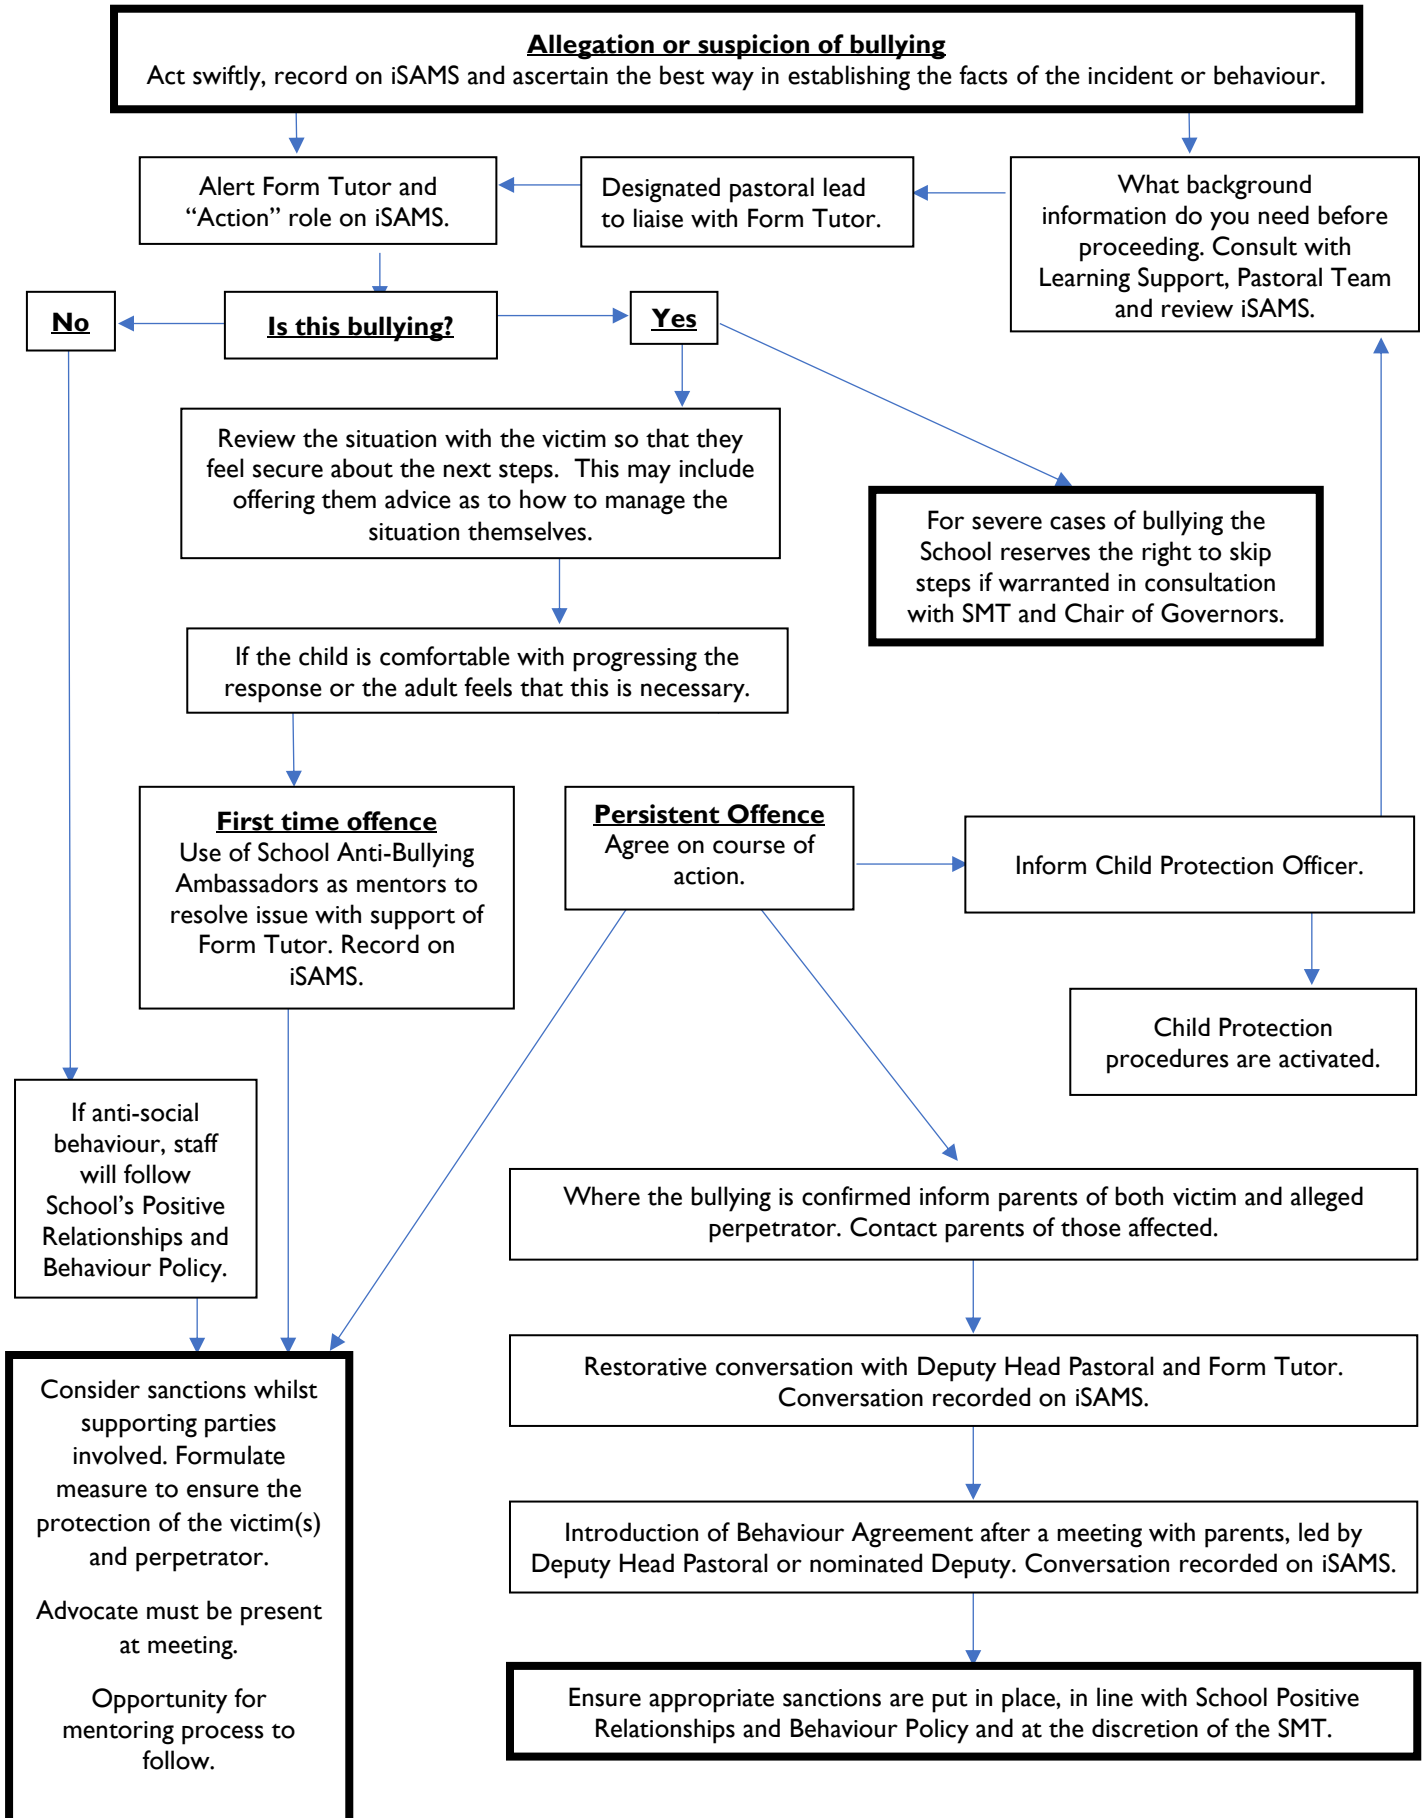 Allegation or suspicion of bullying
Act swiftly, record on iSAMS and ascertain the best way in establishing the facts of the incident or behaviour.
Alert Form Tutor and
“Action” role on iSAMS.
Designated pastoral lead
to liaise with Form Tutor.
What background
information do you need before
proceeding. Consult with
Learning Support, Pastoral Team
and review iSAMS.
No
Is this bullying?
Yes
Review the situation with the victim so that they
feel secure about the next steps.  This may include
offering them advice as to how to manage the
situation themselves.
For severe cases of bullying the
School reserves the right to skip
steps if warranted in consultation
with SMT and Chair of Governors.
If the child is comfortable with progressing the
response or the adult feels that this is necessary.
First time offence
Use of School Anti-Bullying
Ambassadors as mentors to
resolve issue with support of
Form Tutor. Record on
iSAMS.
Persistent Offence
Agree on course of
action.
Inform Child Protection Officer.
Child Protection
procedures are activated.
If anti-social
behaviour, staff
will follow
School’s Positive
Relationships and
Behaviour Policy.
Where the bullying is confirmed inform parents of both victim and alleged
perpetrator. Contact parents of those affected.
Restorative conversation with Deputy Head Pastoral and Form Tutor.
Conversation recorded on iSAMS.
Consider sanctions whilst
supporting parties
involved. Formulate
measure to ensure the
protection of the victim(s)
and perpetrator.
Advocate must be present
at meeting.
Opportunity for
mentoring process to
follow.
Introduction of Behaviour Agreement after a meeting with parents, led by
Deputy Head Pastoral or nominated Deputy. Conversation recorded on iSAMS.
Ensure appropriate sanctions are put in place, in line with School Positive
Relationships and Behaviour Policy and at the discretion of the SMT.